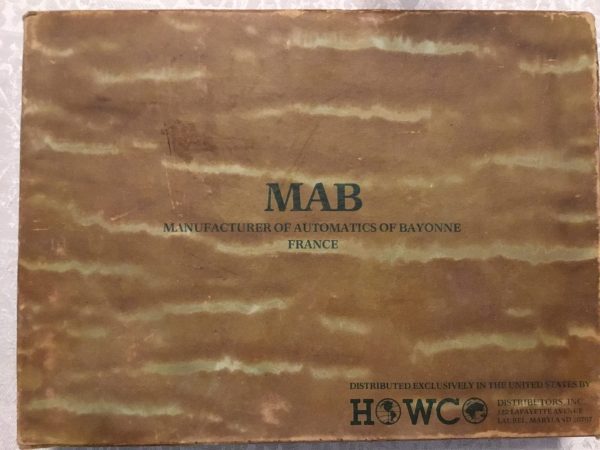 MAB
MANUFACTURER OF AUTOMATICS OF BAYONNE
FRANCE
DISTRIBUTED EXCLUSIVELY IN THE UNITED STATES BY
HOWCO
DISTRIBUTORS, INC.
LAFAYETTE AVENUE
LAUREL, MARYLAND